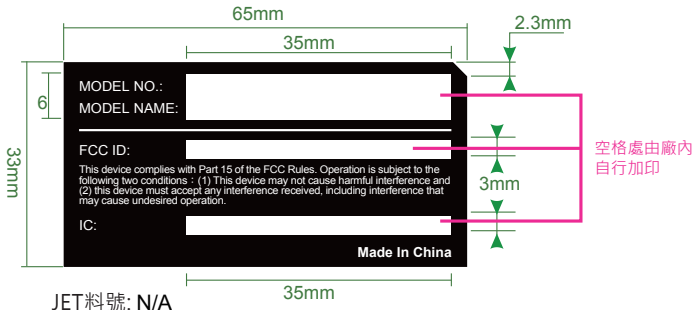 65mm
2.3mm
35mm
MODEL NO.:
6
MODEL NAME:
33mm
FCC ID:
空格處由廠內
自行加印
This device complies with Part 15 of the FCC Rules. Operation is subject to the
following two conditions：(1) This device may not cause harmful interference and
(2) this device must accept any interference received, including interference that
may cause undesired operation.
3mm
IC:
Made In China
35mm
JET料號: N/A